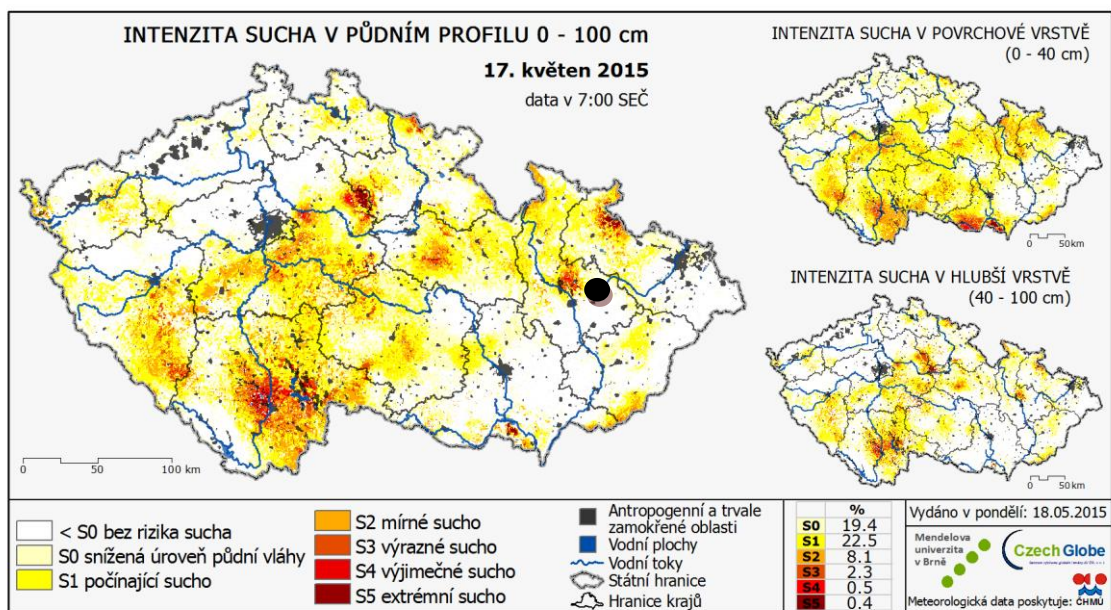 INTENZITA SUCHA V PŮDNÍM PROFILU 0 - 100 cm
17. květen 2015
data v 7:00 SEČ
0 50 100 km
INTENZITA SUCHA V POVRCHOVÉ VRSTVĚ
(0 - 40 cm)
0 50km
INTENZITA SUCHA V HLUBŠÍ VRSTVĚ
(40 - 100 cm)
0 50 km
< S0 bez rizika sucha
S0 snížená úroveň půdní vláhy
S1 počínající sucho
S2 mírné sucho
S3 výrazné sucho
S4 výjimečné sucho
S5 extrémní sucho
Antropogenní a trvale
zamokřené oblasti
Vodní plochy
Vodní toky
Státní hranice
Hranice krajů
%
S0 19.4
S1 22.5
S2 8.1
S3 2.3
S4 0.5
S5 0.4
Vydáno v pondělí: 18.05.2015
Mendelova
univerzita
v Brně
CzechGlobe
Meteorologická data poskytuje: ČHMÚ